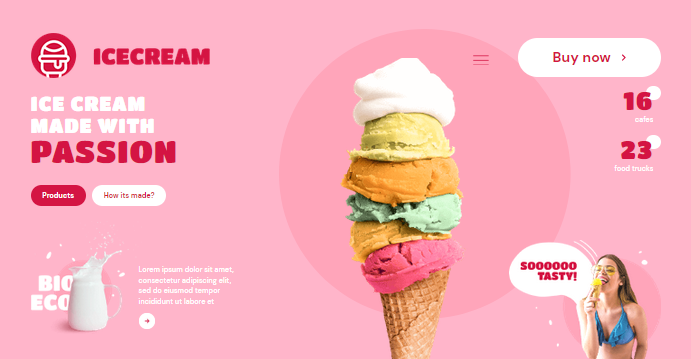 ICECREAM
Buy now
ICE CREAM
MADE WITH
PASSION
16
cafes
23
food trucks
Products
How its made?
BIO
ECO
Lorem ipsum dolor sit amet,
consectetur adipiscing elit,
sed do eiusmod tempor
incididunt ut labore et
SOOOOOO
TASTY!